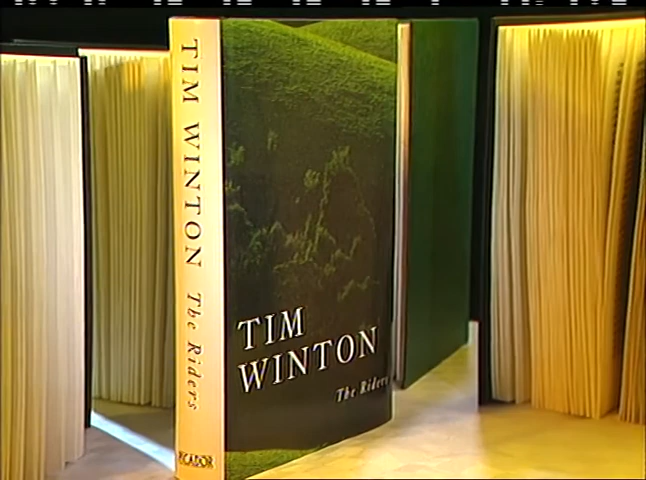 TIM WINTON The Riders
PICADOR
TIM
WINTON
The Riders